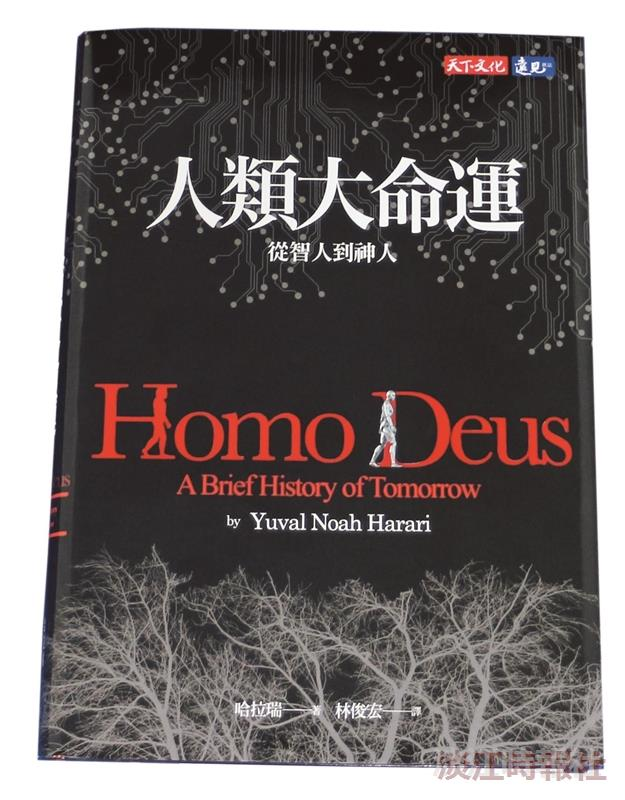 天下文化 遠見
人類大命運
從智人到神人
Homo Deus
A Brief History of Tomorrow
by Yuval Noah Harari
哈拉瑞──著 林俊宏──譯
淡江時報社